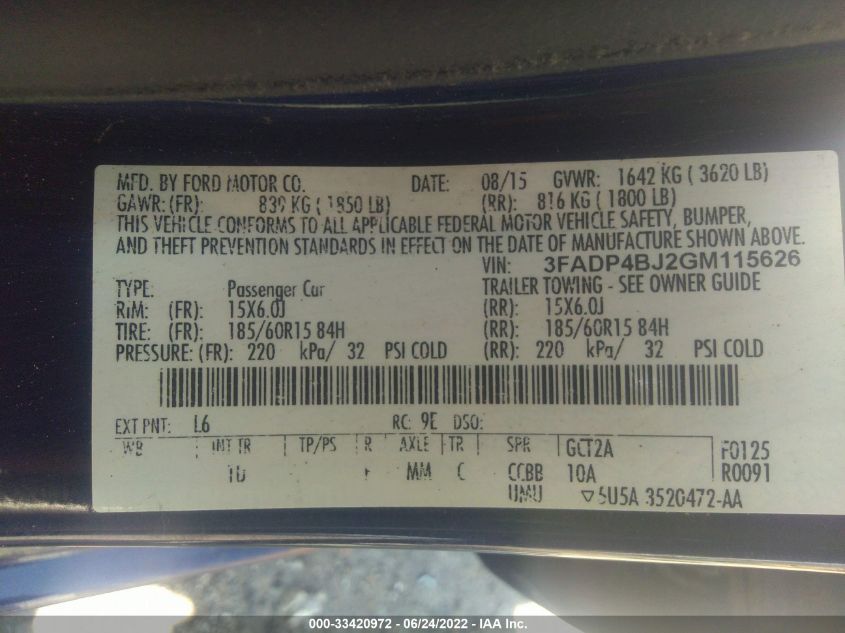 MFD. BY FORD MOTOR CO. DATE: 08/15 GVWR: 1642 KG ( 3620 LB)
GAWR: (FR): 839 KG ( 1850 LB) (RR): 816 KG ( 1800 LB)
THIS VEHICLE CONFORMS TO ALL APPLICABLE FEDERAL MOTOR VEHICLE SAFETY, BUMPER,
AND THEFT PREVENTION STANDARDS IN EFFECT ON THE DATE OF MANUFACTURE SHOWN ABOVE.
VIN: 3FADP4BJ2GM115626
TYPE: Passenger Car TRAILER TOWING - SEE OWNER GUIDE
RIM: (FR): 15X6.0J (RR): 15X6.0J
TIRE: (FR): 185/60R15 84H (RR): 185/60R15 84H
PRESSURE: (FR): 220 kPa/ 32 PSI COLD (RR): 220 kPa/ 32 PSI COLD
EXT PNT: L6 RC: 9E DSO:
WB INT TR TP/PS R AXLE TR SPR GCT2A F0125
MM C CCBB 10A R0091
UMU ▽5U5A 3520472-AA
000-33420972 - 06/24/2022 - IAA Inc.